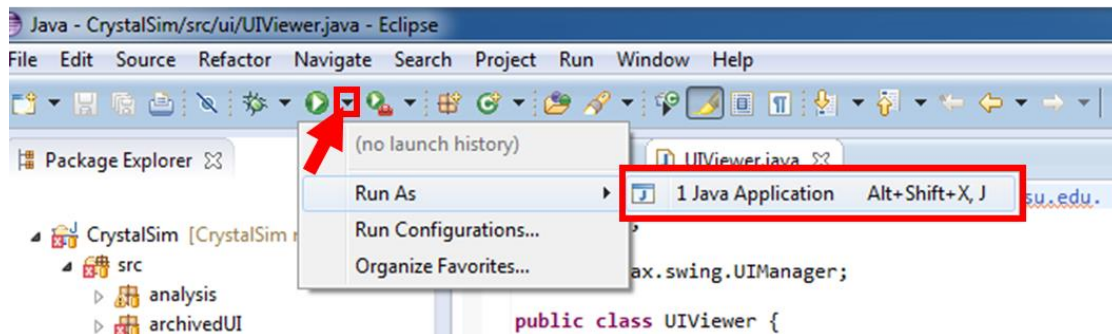 Java - CrystalSim/src/ui/UIViewer.java - Eclipse
File Edit Source Refactor Navigate Search Project Run Window Help
Package Explorer
UIViewer.java
(no launch history)
Run As
1 Java Application Alt+Shift+X, J
su.edu.
CrystalSim [CrystalSim
Run Configurations...
;
src
Organize Favorites...
ax.swing.UIManager;
analysis
archivedUI
public class UIViewer {